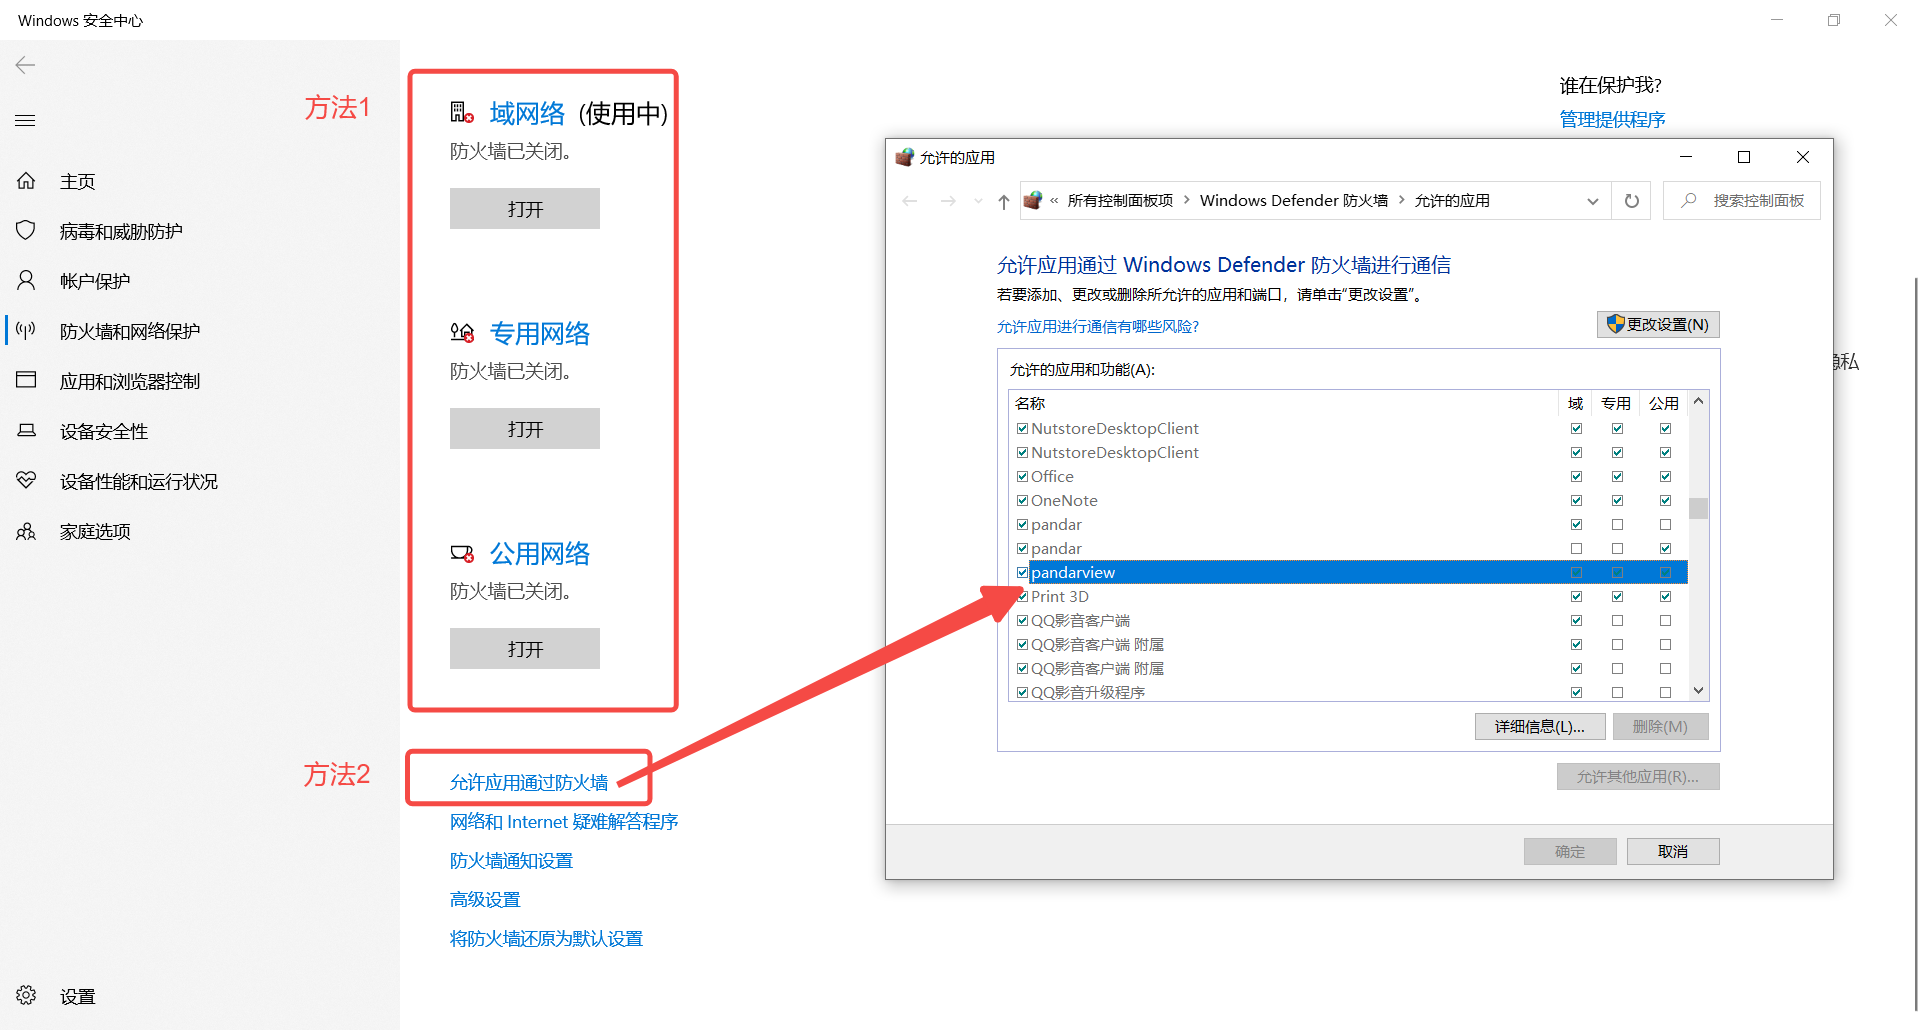 Windows 安全中心
主页
病毒和威胁防护
帐户保护
防火墙和网络保护
应用和浏览器控制
设备安全性
设备性能和运行状况
家庭选项
设置
方法1
域网络 (使用中)
防火墙已关闭。
打开
专用网络
防火墙已关闭。
打开
公用网络
防火墙已关闭。
打开
方法2
允许应用通过防火墙
网络和 Internet 疑难解答程序
防火墙通知设置
高级设置
将防火墙还原为默认设置
谁在保护我?
管理提供程序
私
允许的应用
« 所有控制面板项 › Windows Defender 防火墙 › 允许的应用
搜索控制面板
允许应用通过 Windows Defender 防火墙进行通信
若要添加、更改或删除所允许的应用和端口，请单击"更改设置"。
允许应用进行通信有哪些风险?
更改设置(N)
允许的应用和功能(A):
名称 域 专用 公用
NutstoreDesktopClient
NutstoreDesktopClient
Office
OneNote
pandar
pandar
pandarview
Print 3D
QQ影音客户端
QQ影音客户端 附属
QQ影音客户端 附属
QQ影音升级程序
详细信息(L)... 删除(M)
允许其他应用(R)...
确定 取消